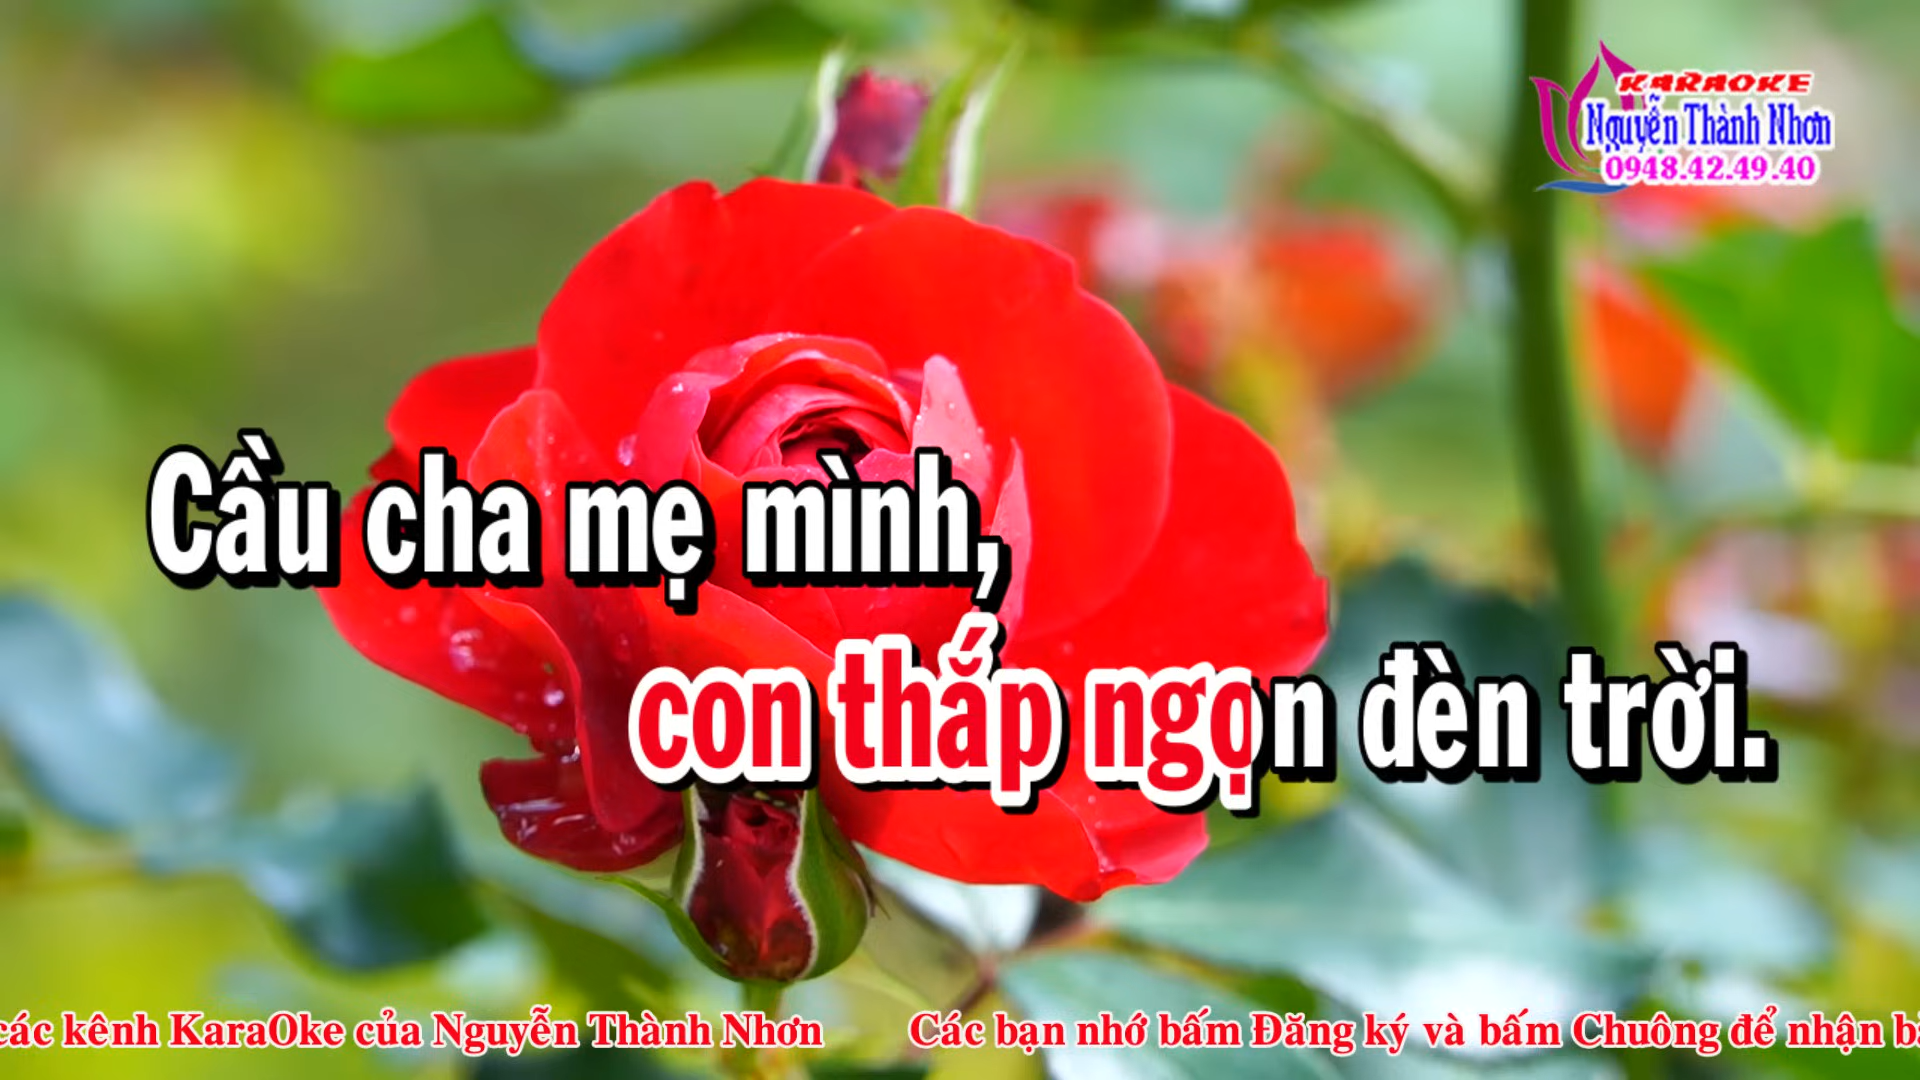 KARAOKE
Nguyễn Thành Nhơn
0948.42.49.40
Cầu cha mẹ mình,
con thắp ngọn đèn trời.
các kênh KaraOke của Nguyễn Thành Nhơn
Các bạn nhớ bấm Đăng ký và bấm Chuông để nhận